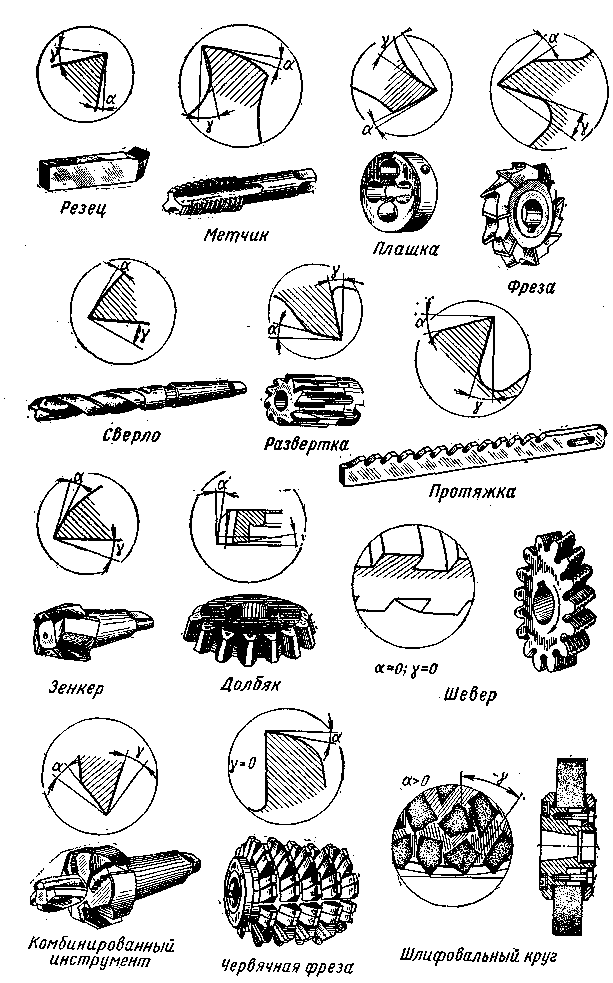 γ
α
α
γ
γ
α
α
γ
Резец
Метчик
Плашка
Фреза
α
γ
γ
α
α
γ
Сверло
Развертка
Протяжка
α
γ
α
α=0; γ=0
Зенкер
Долбяк
Шевер
α
γ
γ=0
α
α>0
γ
Комбинированный
инструмент
Червячная фреза
Шлифовальный круг